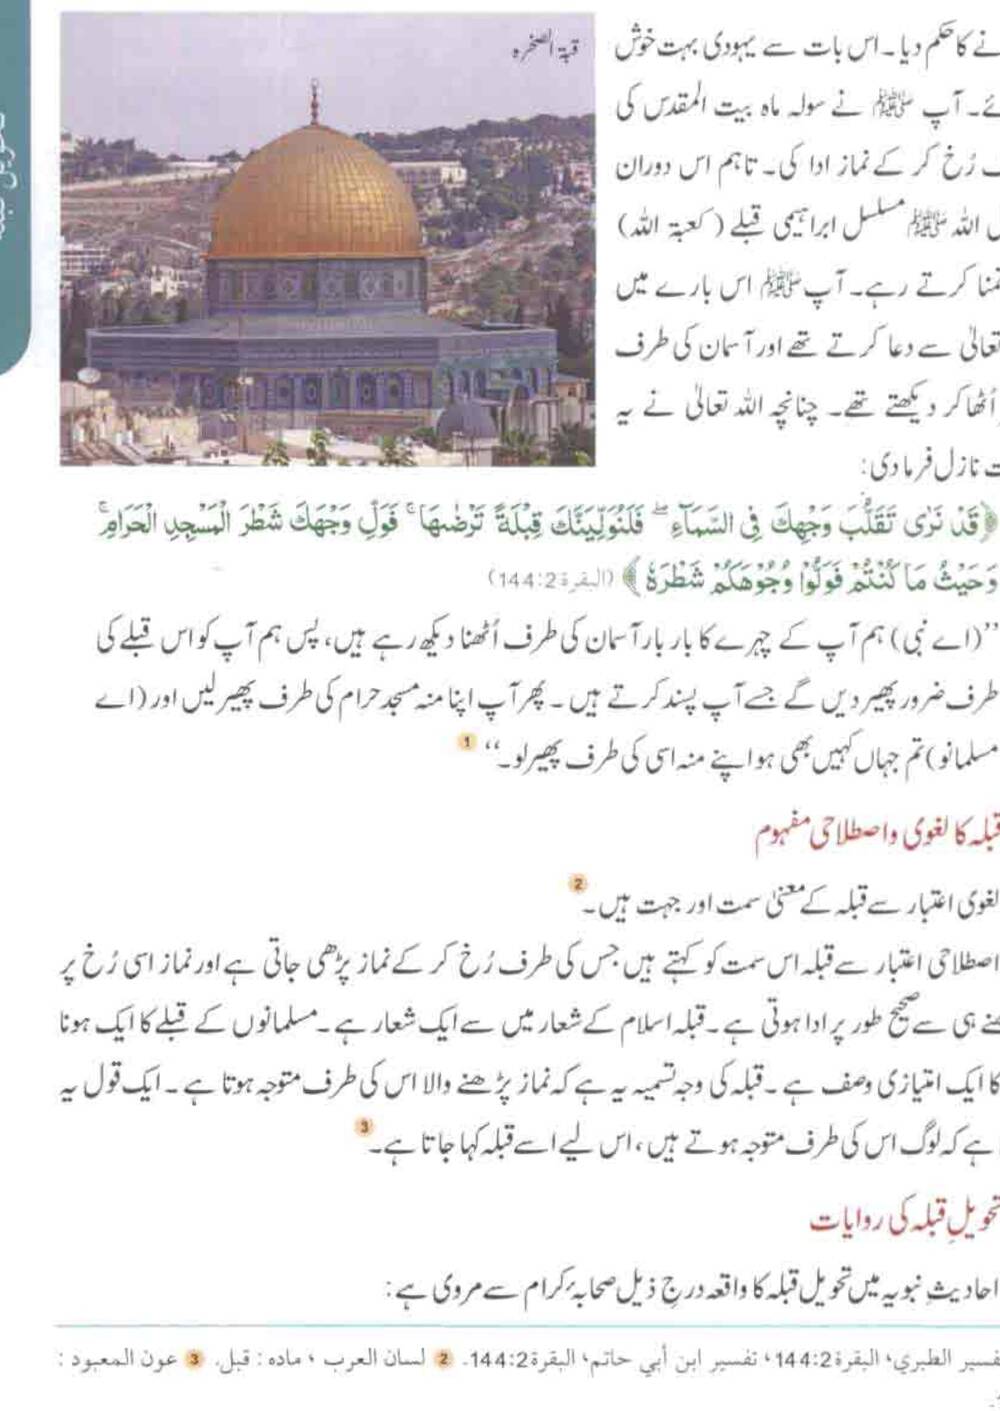 قبۃ الصخرہ
نے کا حکم دیا۔ اس بات سے یہودی بہت خوش
ئے۔ آپ ﷺ نے سولہ ماہ بیت المقدس کی
رُخ کر کے نماز ادا کی۔ تاہم اس دوران
اللہ ﷺ مسلسل ابراہیمی قبلے (کعبۃ اللہ)
تمنا کرتے رہے۔ آپ ﷺ اس بارے میں
تعالیٰ سے دعا کرتے تھے اور آسمان کی طرف
اُٹھا کر دیکھتے تھے۔ چنانچہ اللہ تعالیٰ نے یہ
ت نازل فرما دی:
﴿قَدْ نَرٰى تَقَلُّبَ وَجْهِكَ فِي السَّمَآءِ ۖ فَلَنُوَلِّيَنَّكَ قِبْلَةً تَرْضٰىهَا ۚ فَوَلِّ وَجْهَكَ شَطْرَ الْمَسْجِدِ الْحَرَامِ ۚ
وَحَيْثُ مَا كُنْتُمْ فَوَلُّوْا وُجُوْهَكُمْ شَطْرَهٗ﴾ (البقرۃ 144:2)
’’(اے نبی) ہم آپ کے چہرے کا بار بار آسمان کی طرف اُٹھنا دیکھ رہے ہیں، پس ہم آپ کو اس قبلے کی
طرف ضرور پھیر دیں گے جسے آپ پسند کرتے ہیں۔ پھر آپ اپنا منہ مسجد حرام کی طرف پھیر لیں اور (اے
مسلمانو) تم جہاں کہیں بھی ہو اپنے منہ اسی کی طرف پھیر لو۔‘‘ 1
قبلہ کا لغوی و اصطلاحی مفہوم
لغوی اعتبار سے قبلہ کے معنیٰ سمت اور جہت ہیں۔ 2
اصطلاحی اعتبار سے قبلہ اس سمت کو کہتے ہیں جس کی طرف رُخ کر کے نماز پڑھی جاتی ہے اور نماز اسی رُخ پر
ہی سے صحیح طور پر ادا ہوتی ہے۔ قبلہ اسلام کے شعار میں سے ایک شعار ہے۔ مسلمانوں کے قبلے کا ایک ہونا
کا ایک امتیازی وصف ہے۔ قبلہ کی وجہ تسمیہ یہ ہے کہ نماز پڑھنے والا اس کی طرف متوجہ ہوتا ہے۔ ایک قول یہ
ہے کہ لوگ اس کی طرف متوجہ ہوتے ہیں، اس لیے اسے قبلہ کہا جاتا ہے۔ 3
تحویلِ قبلہ کی روایات
احادیثِ نبویہ میں تحویل قبلہ کا واقعہ درج ذیل صحابۂ کرام سے مروی ہے:
تفسير الطبري، البقرة 144:2، تفسير ابن أبي حاتم، البقرة 144:2۔ 2 لسان العرب، مادہ: قبل۔ 3 عون المعبود: